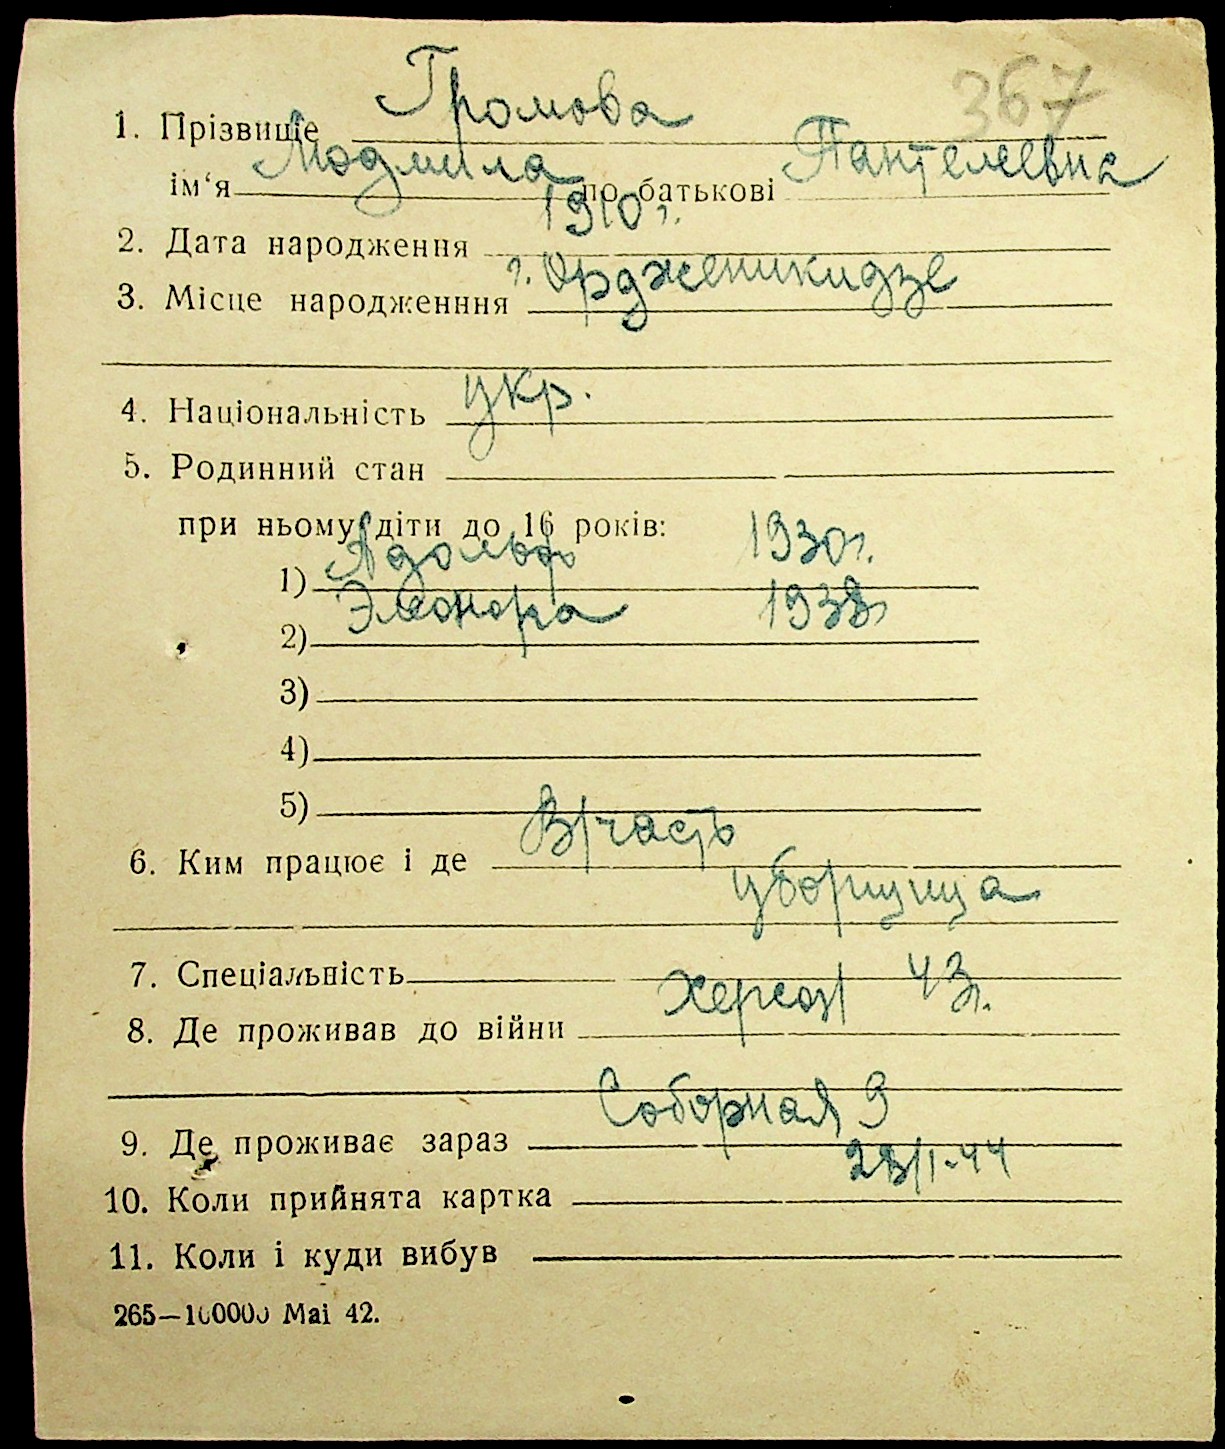 367
1. Прізвище Громова
ім‘я Людмила по батькові Пантелеевна
2. Дата народження 1910 г.
3. Місце народженння г. Ордженикидзе
4. Національність укр.
5. Родинний стан
при ньому діти до 16 років:
1) Адольф 1930 г.
2) Элеонора 1938 г.
3)
4)
5)
6. Ким працює і де В/часть
уборщица
7. Спеціальність
8. Де проживав до війни Херсон 43 г.
9. Де проживає зараз Соборная 9
10. Коли прийнята картка 28/I-44
11. Коли і куди вибув
265—100000 Mai 42.